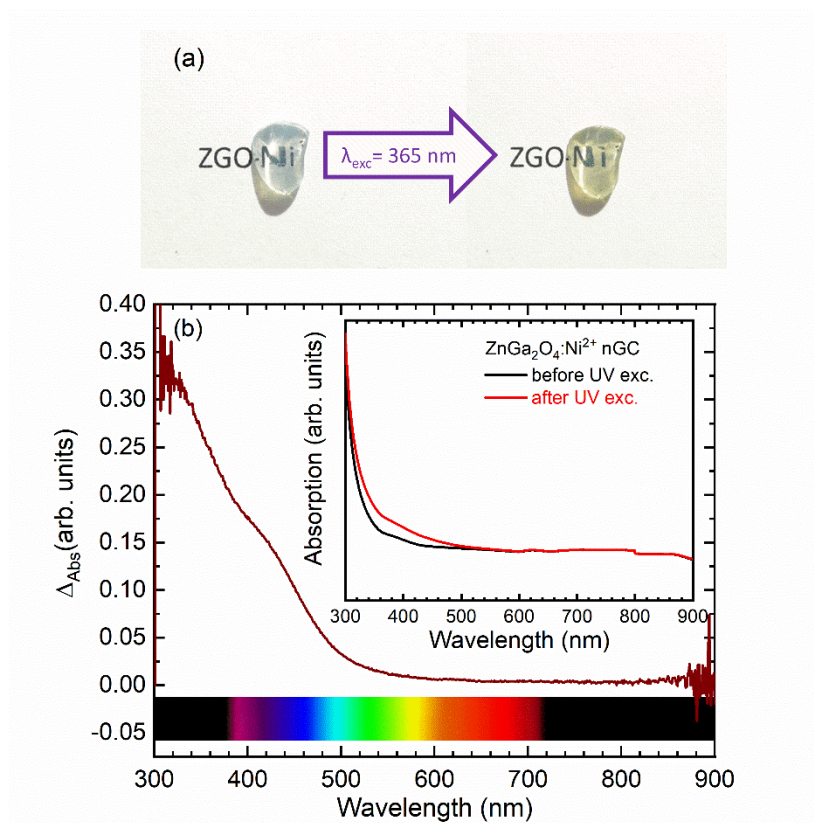 (a)
ZGO-Ni
λexc= 365 nm
ZGO-Ni
(b)
0.40
0.35
0.30
0.25
0.20
0.15
0.10
0.05
0.00
-0.05
ΔAbs(arb. units)
300 400 500 600 700 800 900
Wavelength (nm)
ZnGa₂O₄:Ni²⁺ nGC
before UV exc.
after UV exc.
Absorption (arb. units)
300 400 500 600 700 800 900
Wavelength (nm)